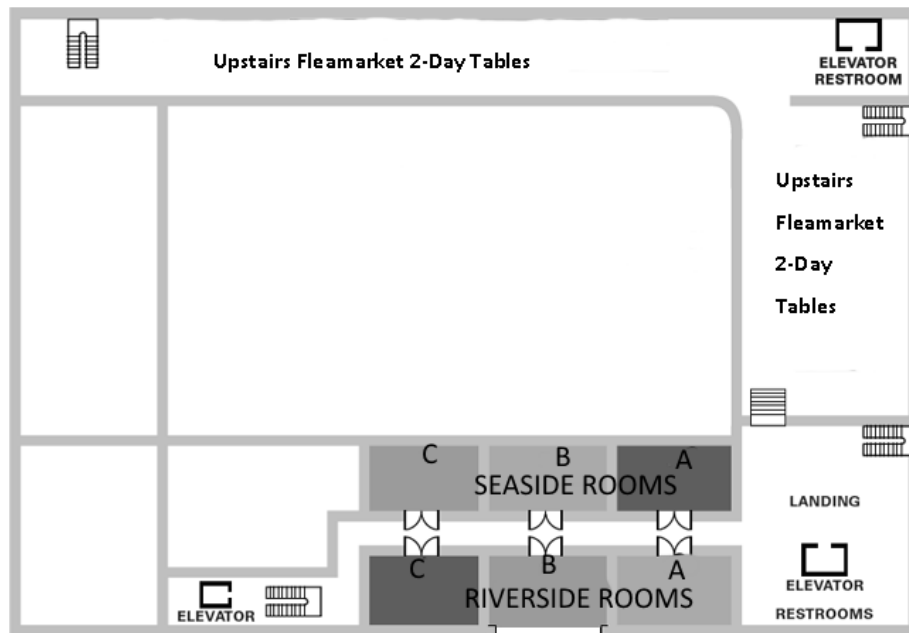 Upstairs Fleamarket 2-Day Tables
ELEVATOR
RESTROOM
Upstairs
Fleamarket
2-Day
Tables
C
B
A
SEASIDE ROOMS
LANDING
C
B
A
RIVERSIDE ROOMS
ELEVATOR
RESTROOMS
ELEVATOR